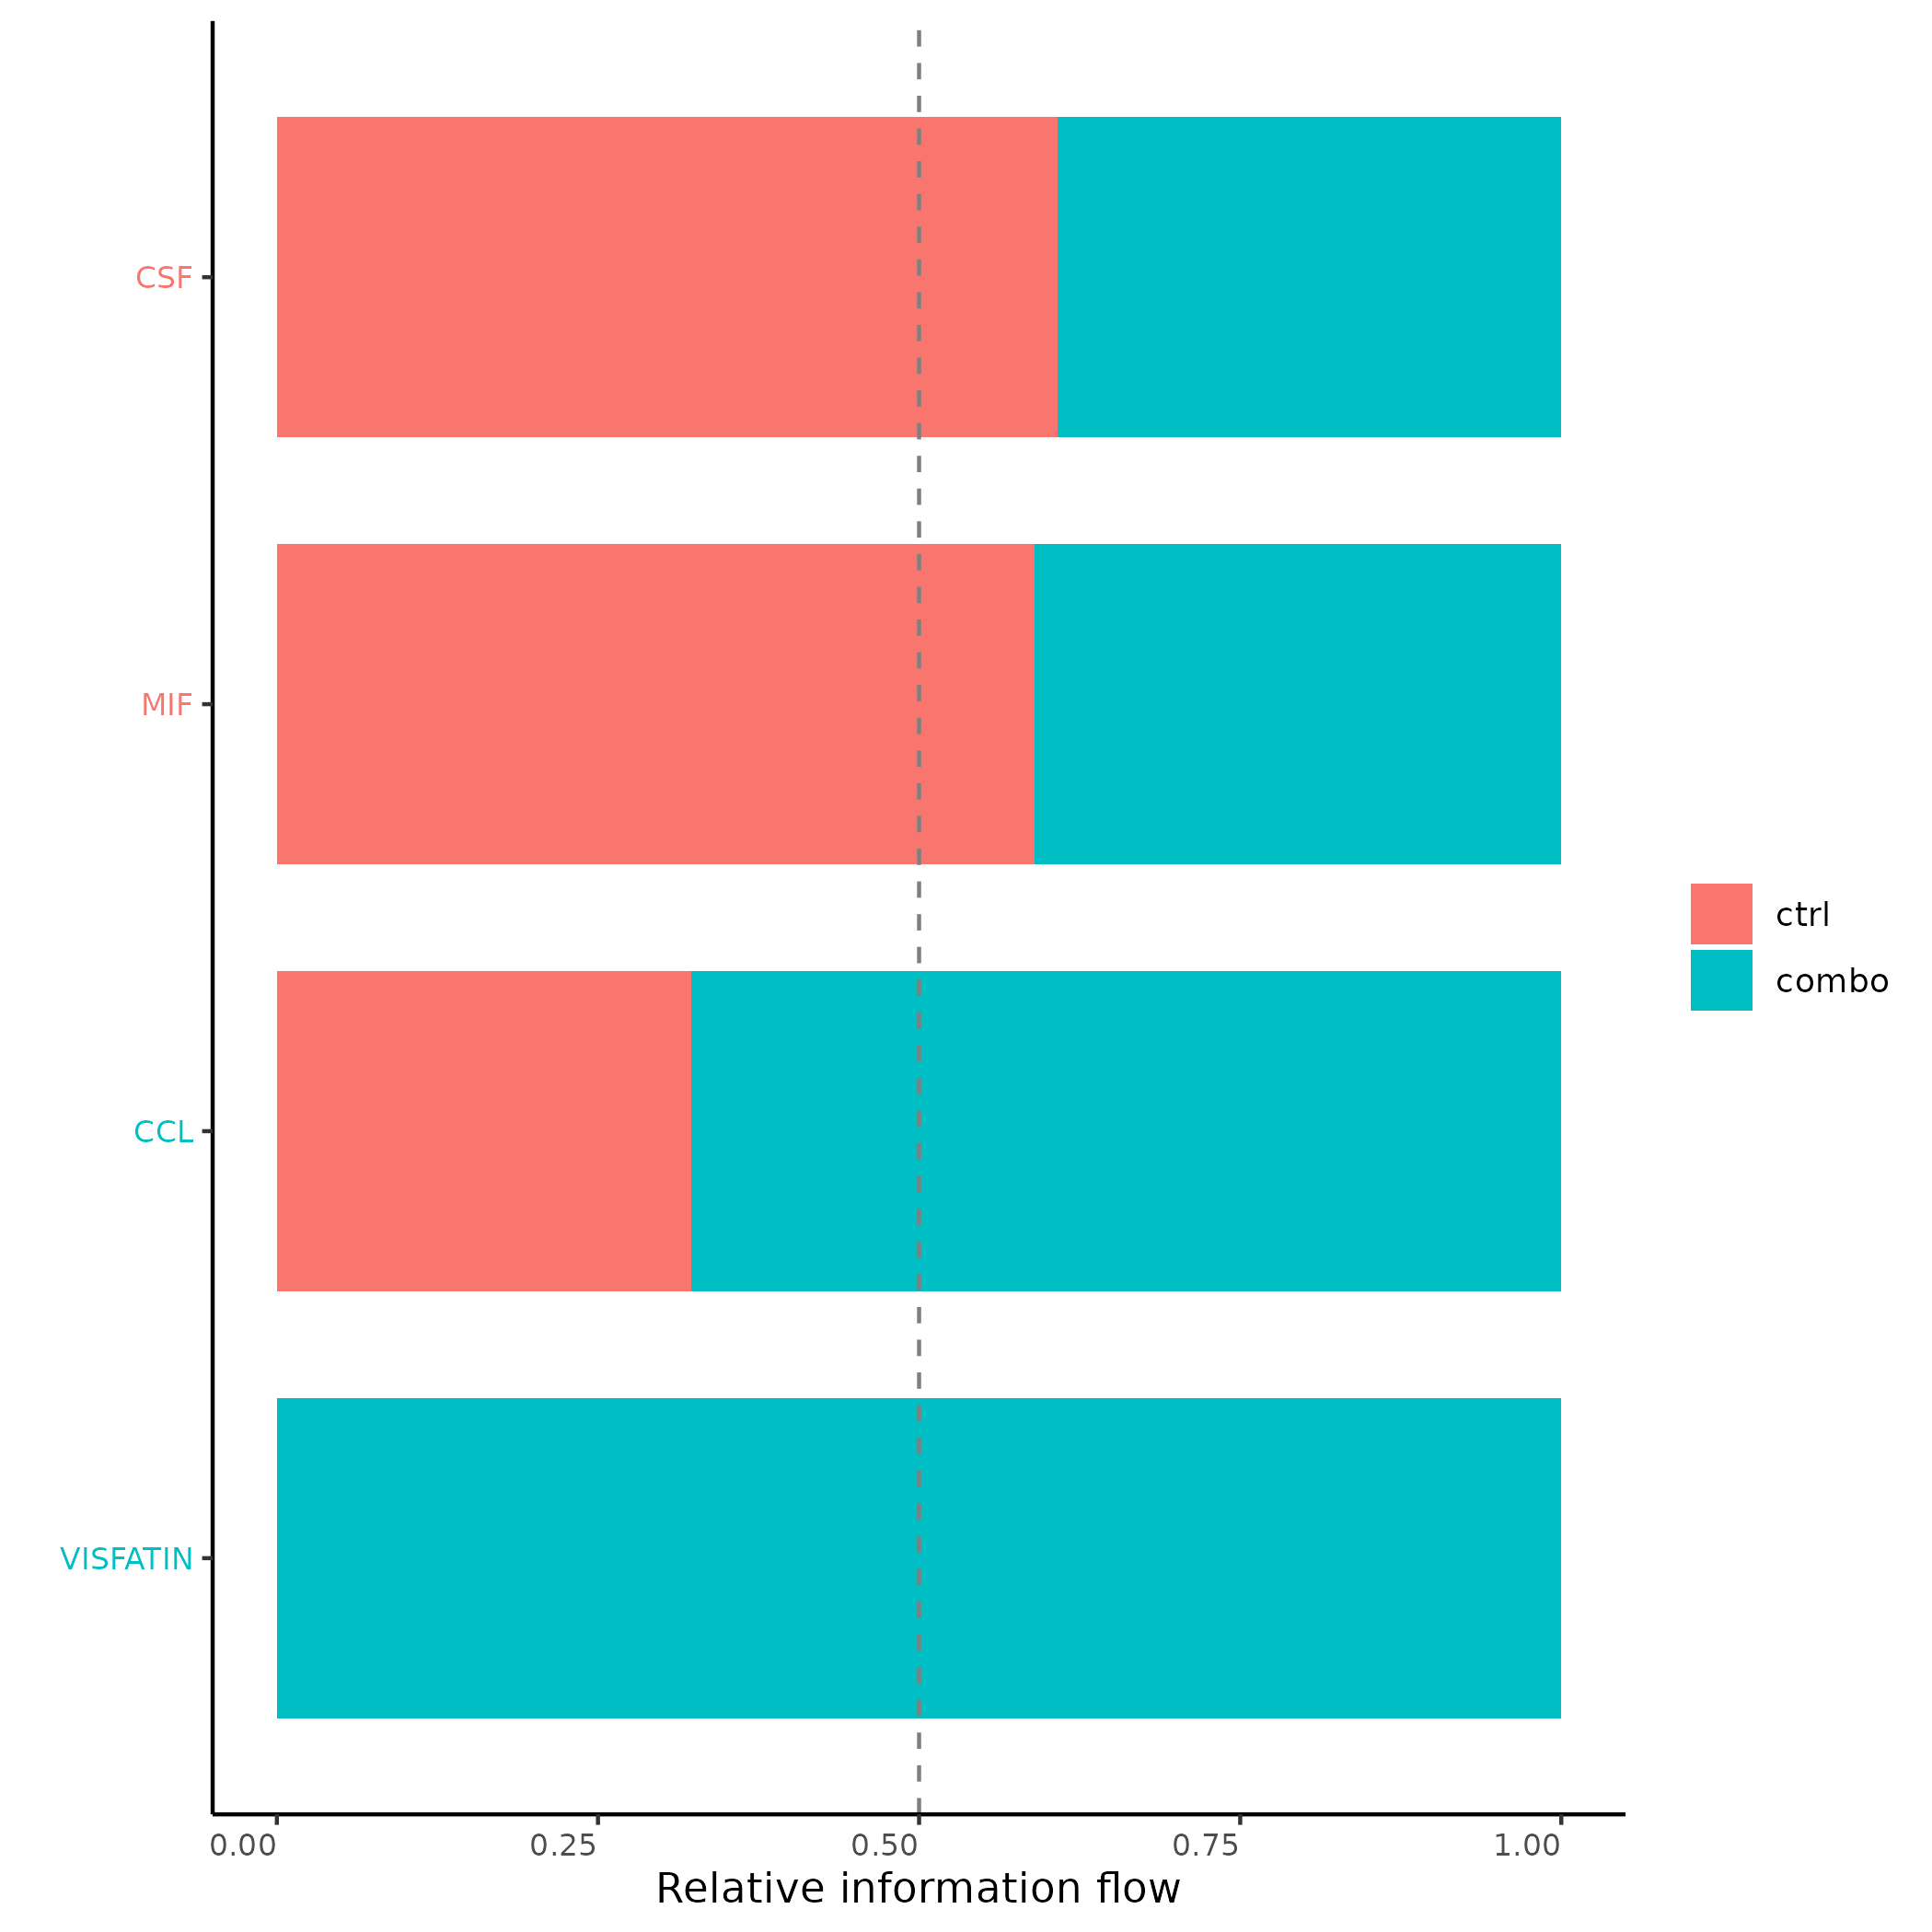 CSF
MIF
CCL
VISFATIN
ctrl
combo
0.00 0.25 0.50 0.75 1.00
Relative information flow